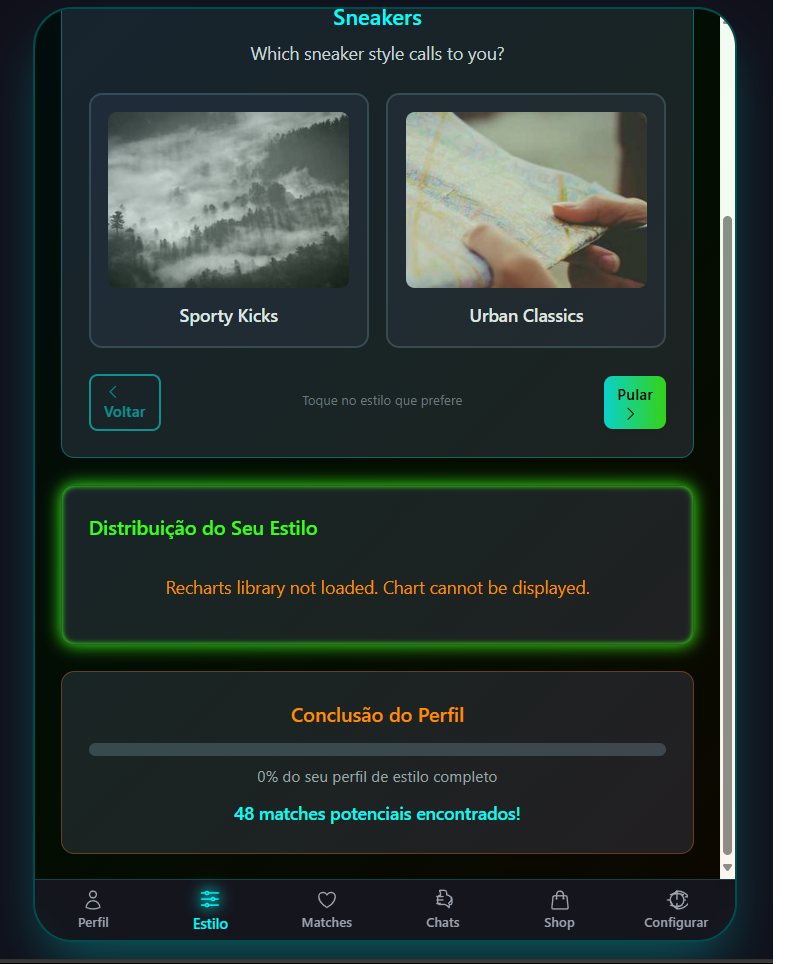 Sneakers
Which sneaker style calls to you?
Sporty Kicks
Urban Classics
Voltar
Toque no estilo que prefere
Pular
Distribuição do Seu Estilo
Recharts library not loaded. Chart cannot be displayed.
Conclusão do Perfil
0% do seu perfil de estilo completo
48 matches potenciais encontrados!
Perfil
Estilo
Matches
Chats
Shop
Configurar